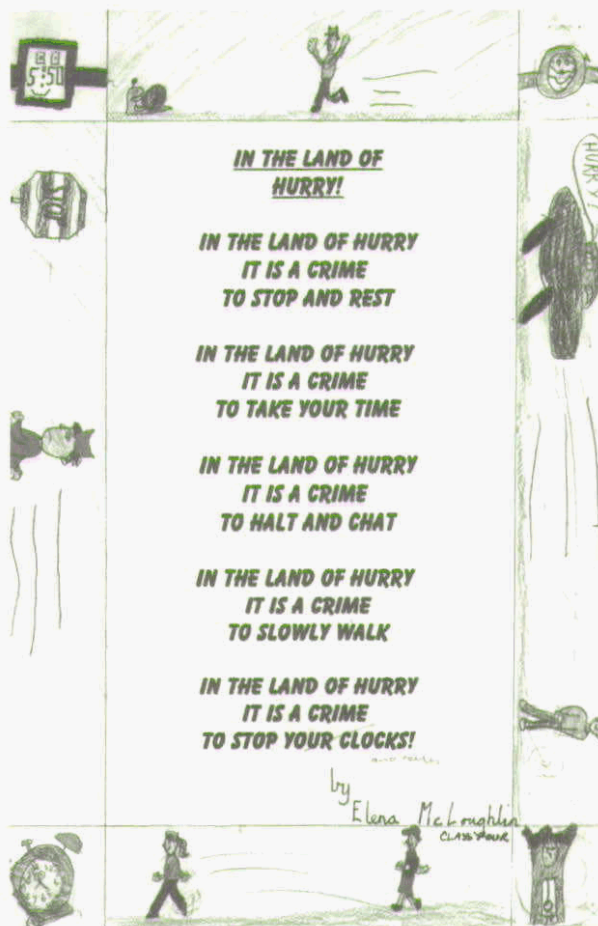 5:51
HURRY!
IN THE LAND OF
HURRY!
IN THE LAND OF HURRY
IT IS A CRIME
TO STOP AND REST
IN THE LAND OF HURRY
IT IS A CRIME
TO TAKE YOUR TIME
IN THE LAND OF HURRY
IT IS A CRIME
TO HALT AND CHAT
IN THE LAND OF HURRY
IT IS A CRIME
TO SLOWLY WALK
IN THE LAND OF HURRY
IT IS A CRIME
TO STOP YOUR CLOCKS!
by
Elena McLoughlin
CLASS FOUR